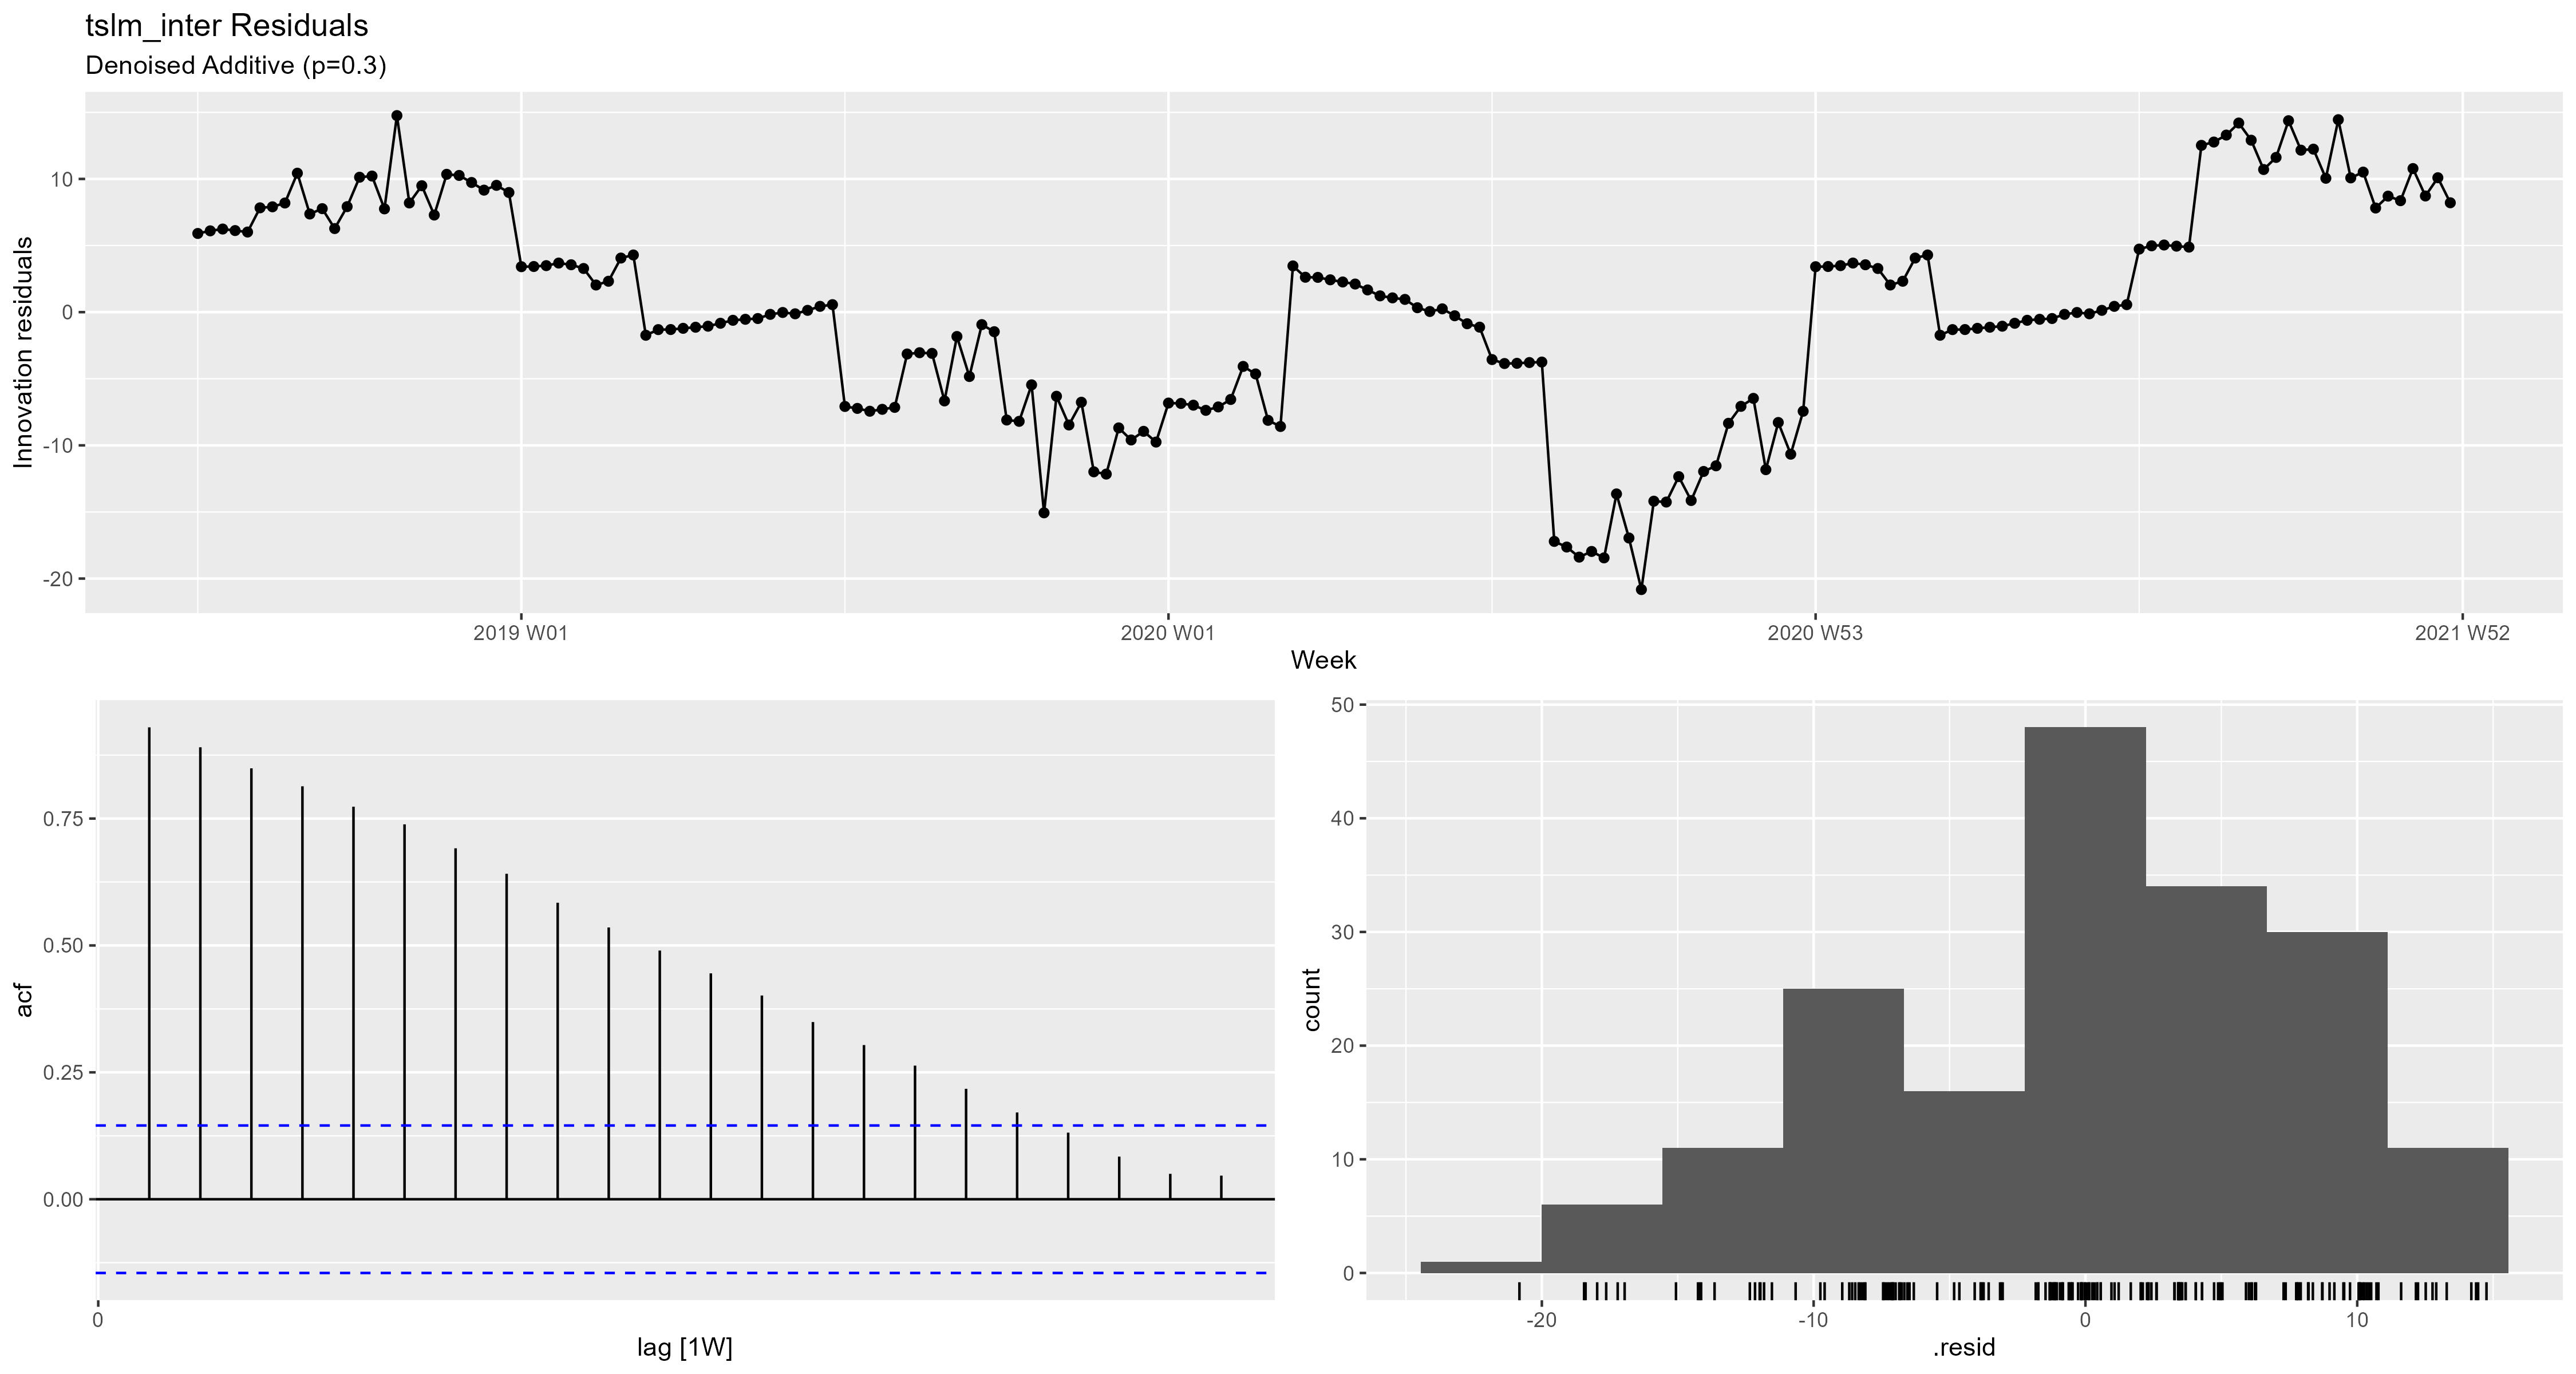 tslm_inter Residuals
Denoised Additive (p=0.3)
Innovation residuals
10
0
-10
-20
2019 W01
2020 W01
2020 W53
2021 W52
Week
acf
0.75
0.50
0.25
0.00
0
lag [1W]
count
50
40
30
20
10
0
-20
-10
0
10
.resid